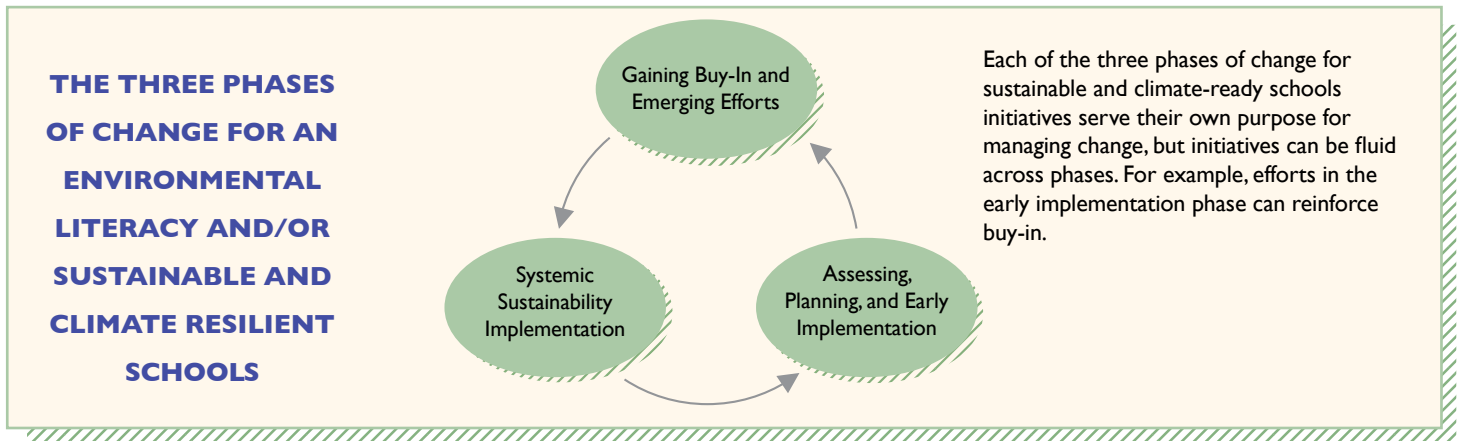 THE THREE PHASES
OF CHANGE FOR AN
ENVIRONMENTAL
LITERACY AND/OR
SUSTAINABLE AND
CLIMATE RESILIENT
SCHOOLS
Gaining Buy-In and
Emerging Efforts
Systemic
Sustainability
Implementation
Assessing,
Planning, and Early
Implementation
Each of the three phases of change for
sustainable and climate-ready schools
initiatives serve their own purpose for
managing change, but initiatives can be fluid
across phases. For example, efforts in the
early implementation phase can reinforce
buy-in.